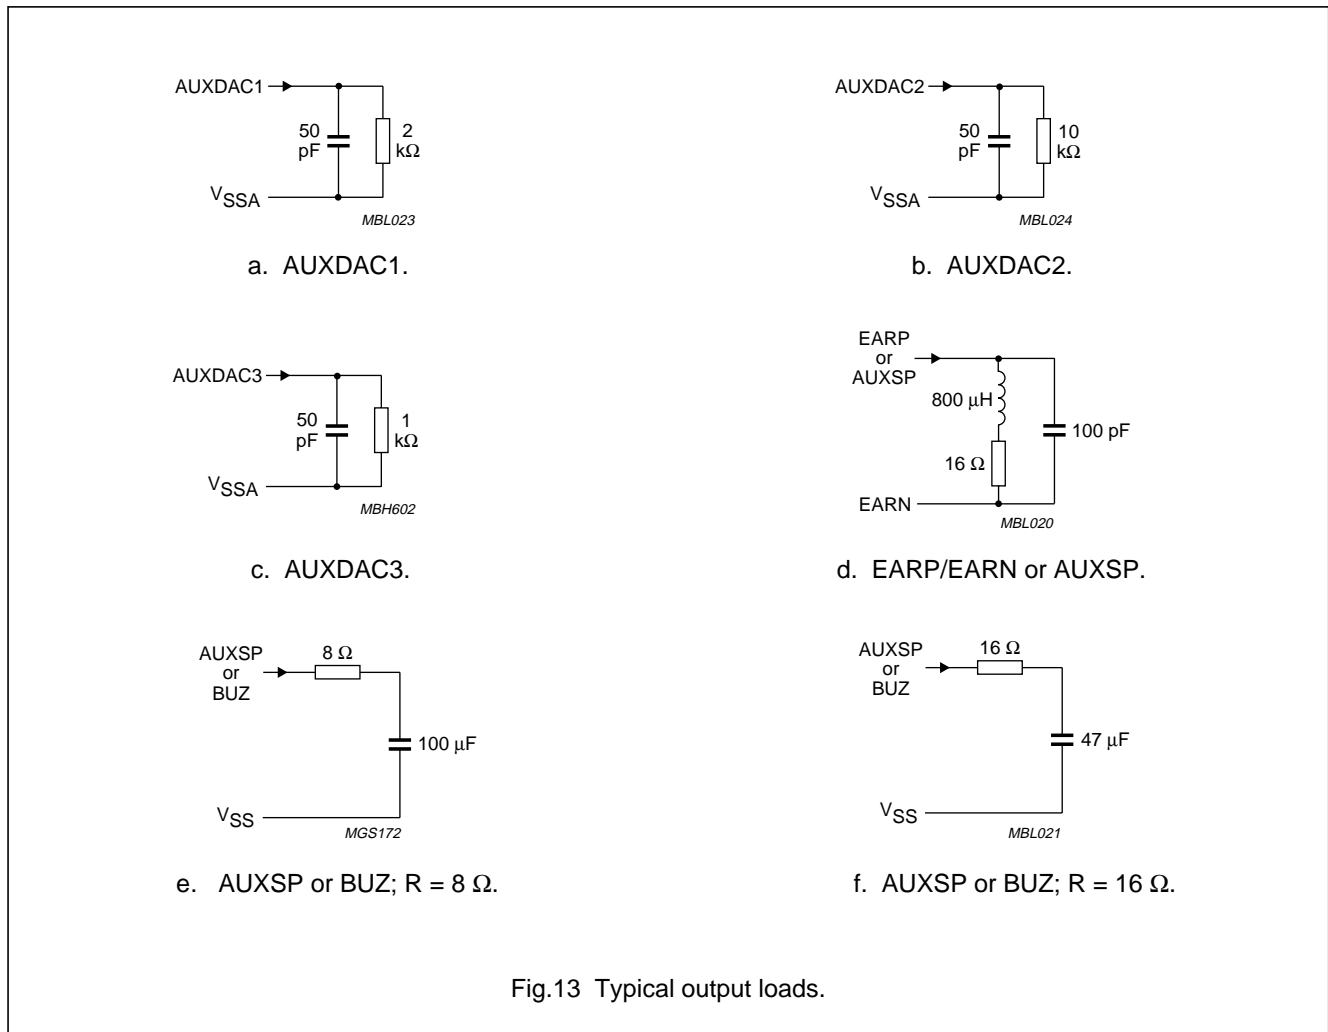 AUXDAC1
50
pF
2
kΩ
VSSA
MBL023
a. AUXDAC1.
AUXDAC2
50
pF
10
kΩ
VSSA
MBL024
b. AUXDAC2.
AUXDAC3
50
pF
1
kΩ
VSSA
MBH602
c. AUXDAC3.
EARP
or
AUXSP
800 μH
16 Ω
100 pF
EARN
MBL020
d. EARP/EARN or AUXSP.
AUXSP
or
BUZ
8 Ω
100 μF
VSS
MGS172
e. AUXSP or BUZ; R = 8 Ω.
AUXSP
or
BUZ
16 Ω
47 μF
VSS
MBL021
f. AUXSP or BUZ; R = 16 Ω.
Fig.13 Typical output loads.